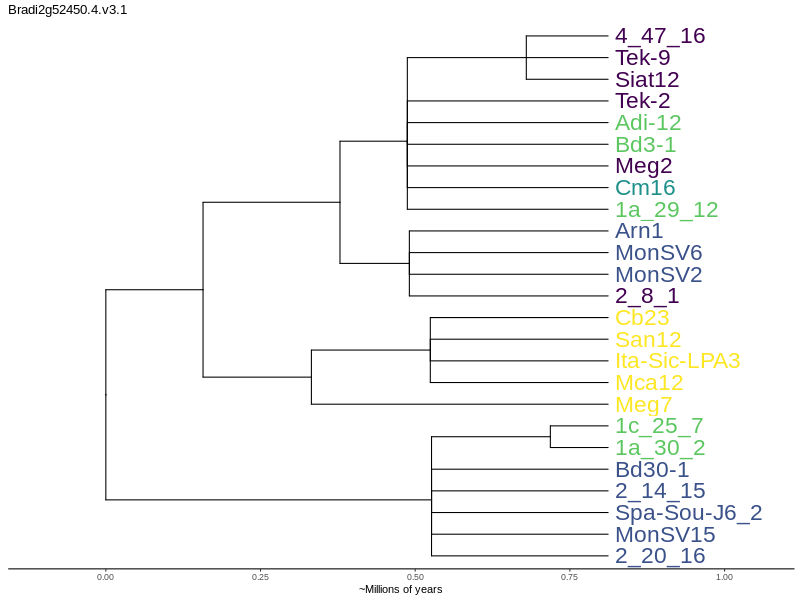 Bradi2g52450.4.v3.1
4_47_16
Tek-9
Siat12
Tek-2
Adi-12
Bd3-1
Meg2
Cm16
1a_29_12
Arn1
MonSV6
MonSV2
2_8_1
Cb23
San12
Ita-Sic-LPA3
Mca12
Meg7
1c_25_7
1a_30_2
Bd30-1
2_14_15
Spa-Sou-J6_2
MonSV15
2_20_16
0.00 0.25 0.50 0.75 1.00
~Millions of years